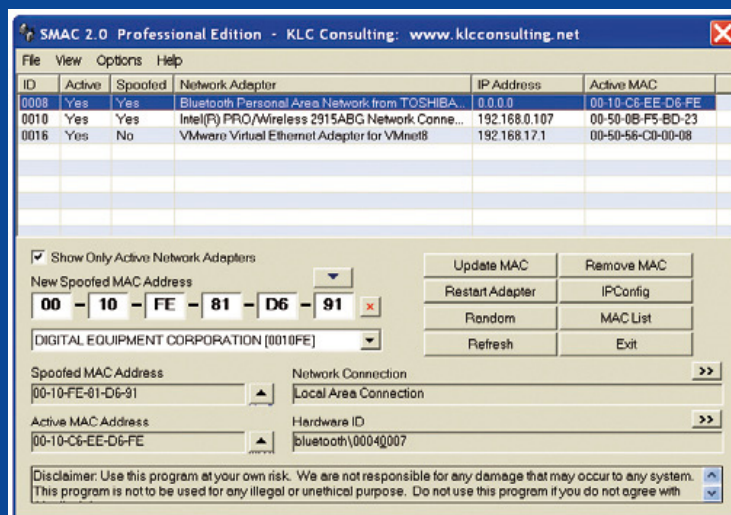 SMAC 2.0 Professional Edition - KLC Consulting: www.klcconsulting.net
File View Options Help
ID Active Spoofed Network Adapter IP Address Active MAC
0008 Yes Yes Bluetooth Personal Area Network from TOSHIBA... 0.0.0.0 00-10-C6-EE-D6-FE
0010 Yes Yes Intel(R) PRO/Wireless 2915ABG Network Conne... 192.168.0.107 00-50-0B-F5-BD-23
0016 Yes No VMware Virtual Ethernet Adapter for VMnet8 192.168.17.1 00-50-56-C0-00-08
Show Only Active Network Adapters
New Spoofed MAC Address
00 - 10 - FE - 81 - D6 - 91 x
DIGITAL EQUIPMENT CORPORATION [0010FE]
Update MAC Remove MAC
Restart Adapter IPConfig
Random MAC List
Refresh Exit
Spoofed MAC Address
00-10-FE-81-D6-91
Network Connection >>
Local Area Connection
Active MAC Address
00-10-C6-EE-D6-FE
Hardware ID >>
bluetooth\00040007
Disclaimer: Use this program at your own risk. We are not responsible for any damage that may occur to any system.
This program is not to be used for any illegal or unethical purpose. Do not use this program if you do not agree with